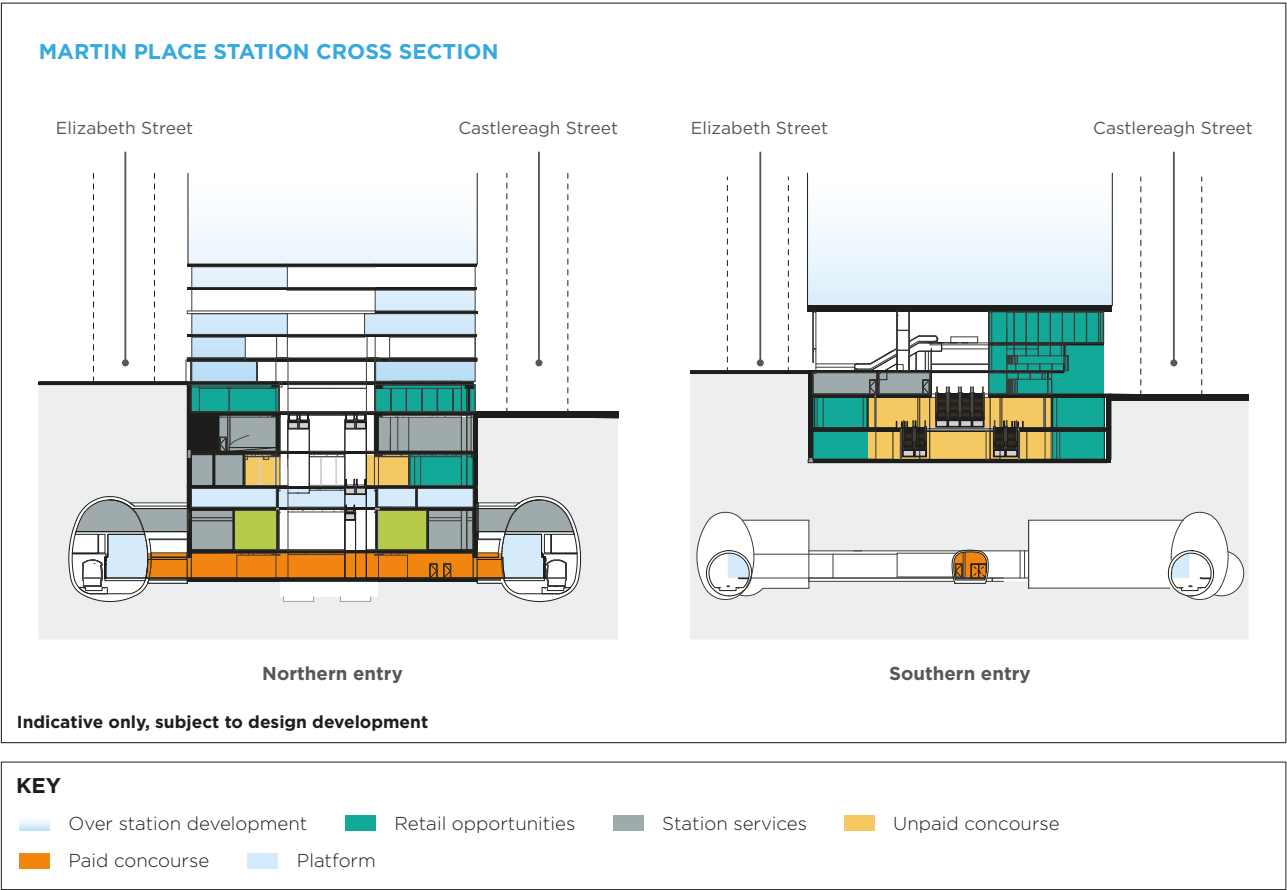 MARTIN PLACE STATION CROSS SECTION
Elizabeth Street
Castlereagh Street
Elizabeth Street
Castlereagh Street
Northern entry
Southern entry
Indicative only, subject to design development
KEY
Over station development
Retail opportunities
Station services
Unpaid concourse
Paid concourse
Platform